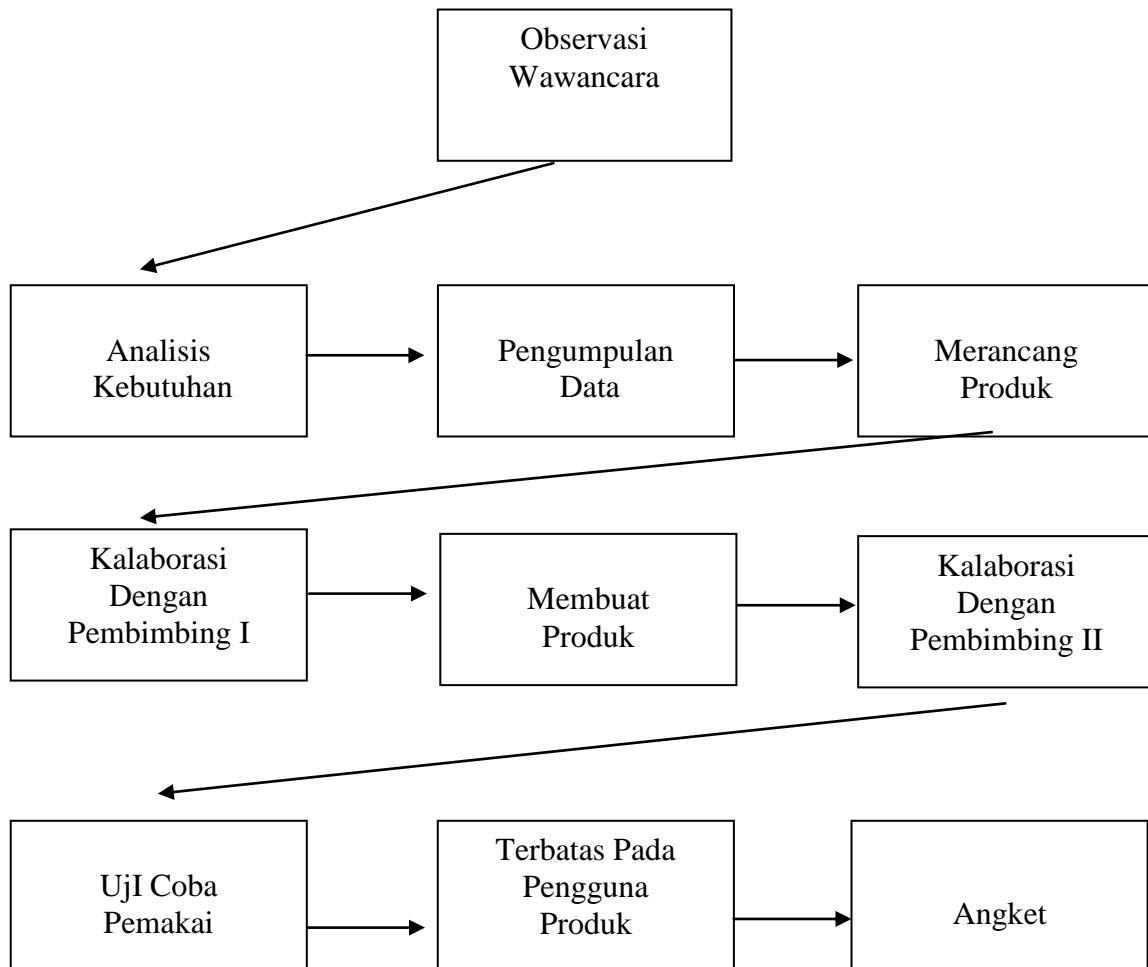 Observasi
Wawancara
Analisis
Kebutuhan
Pengumpulan
Data
Merancang
Produk
Kalaborasi
Dengan
Pembimbing I
Membuat
Produk
Kalaborasi
Dengan
Pembimbing II
UjI Coba
Pemakai
Terbatas Pada
Pengguna
Produk
Angket